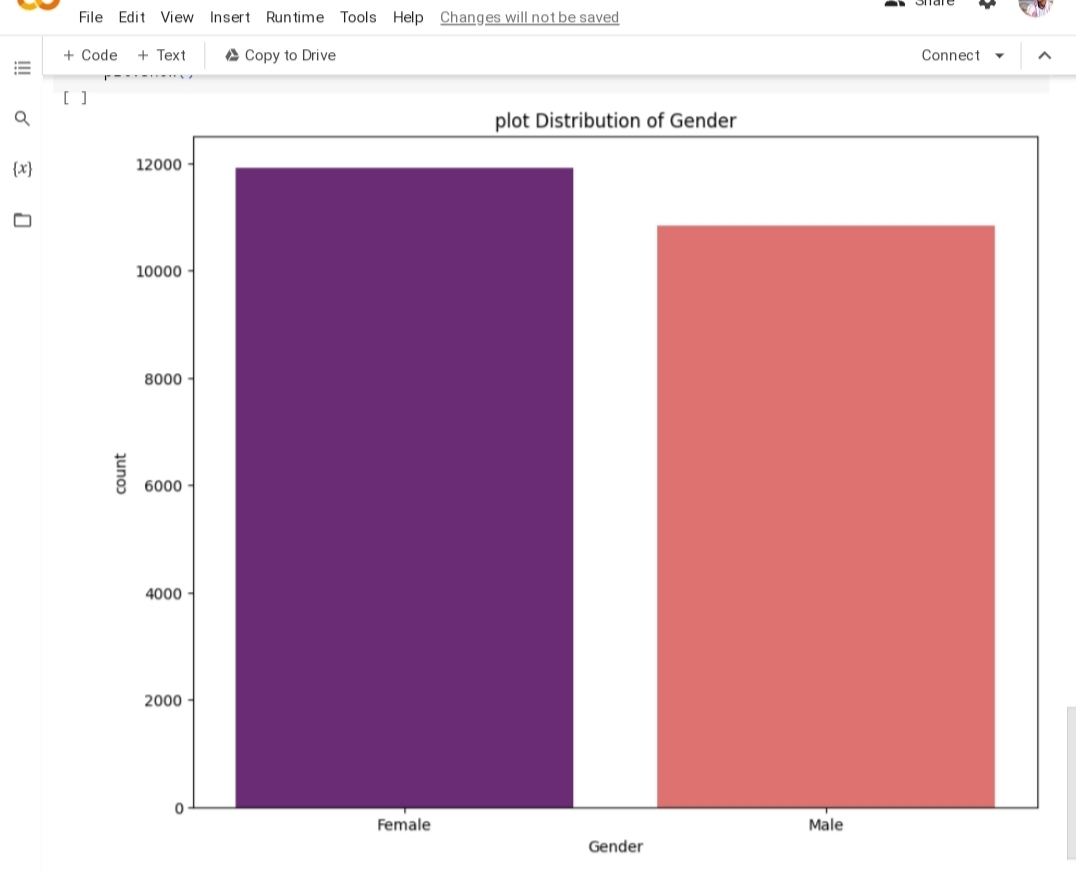 Share
File Edit View Insert Runtime Tools Help Changes will not be saved
+ Code + Text Copy to Drive Connect
{x}
[ ]
plot Distribution of Gender
12000
10000
8000
6000
4000
2000
0
count
Female Male
Gender